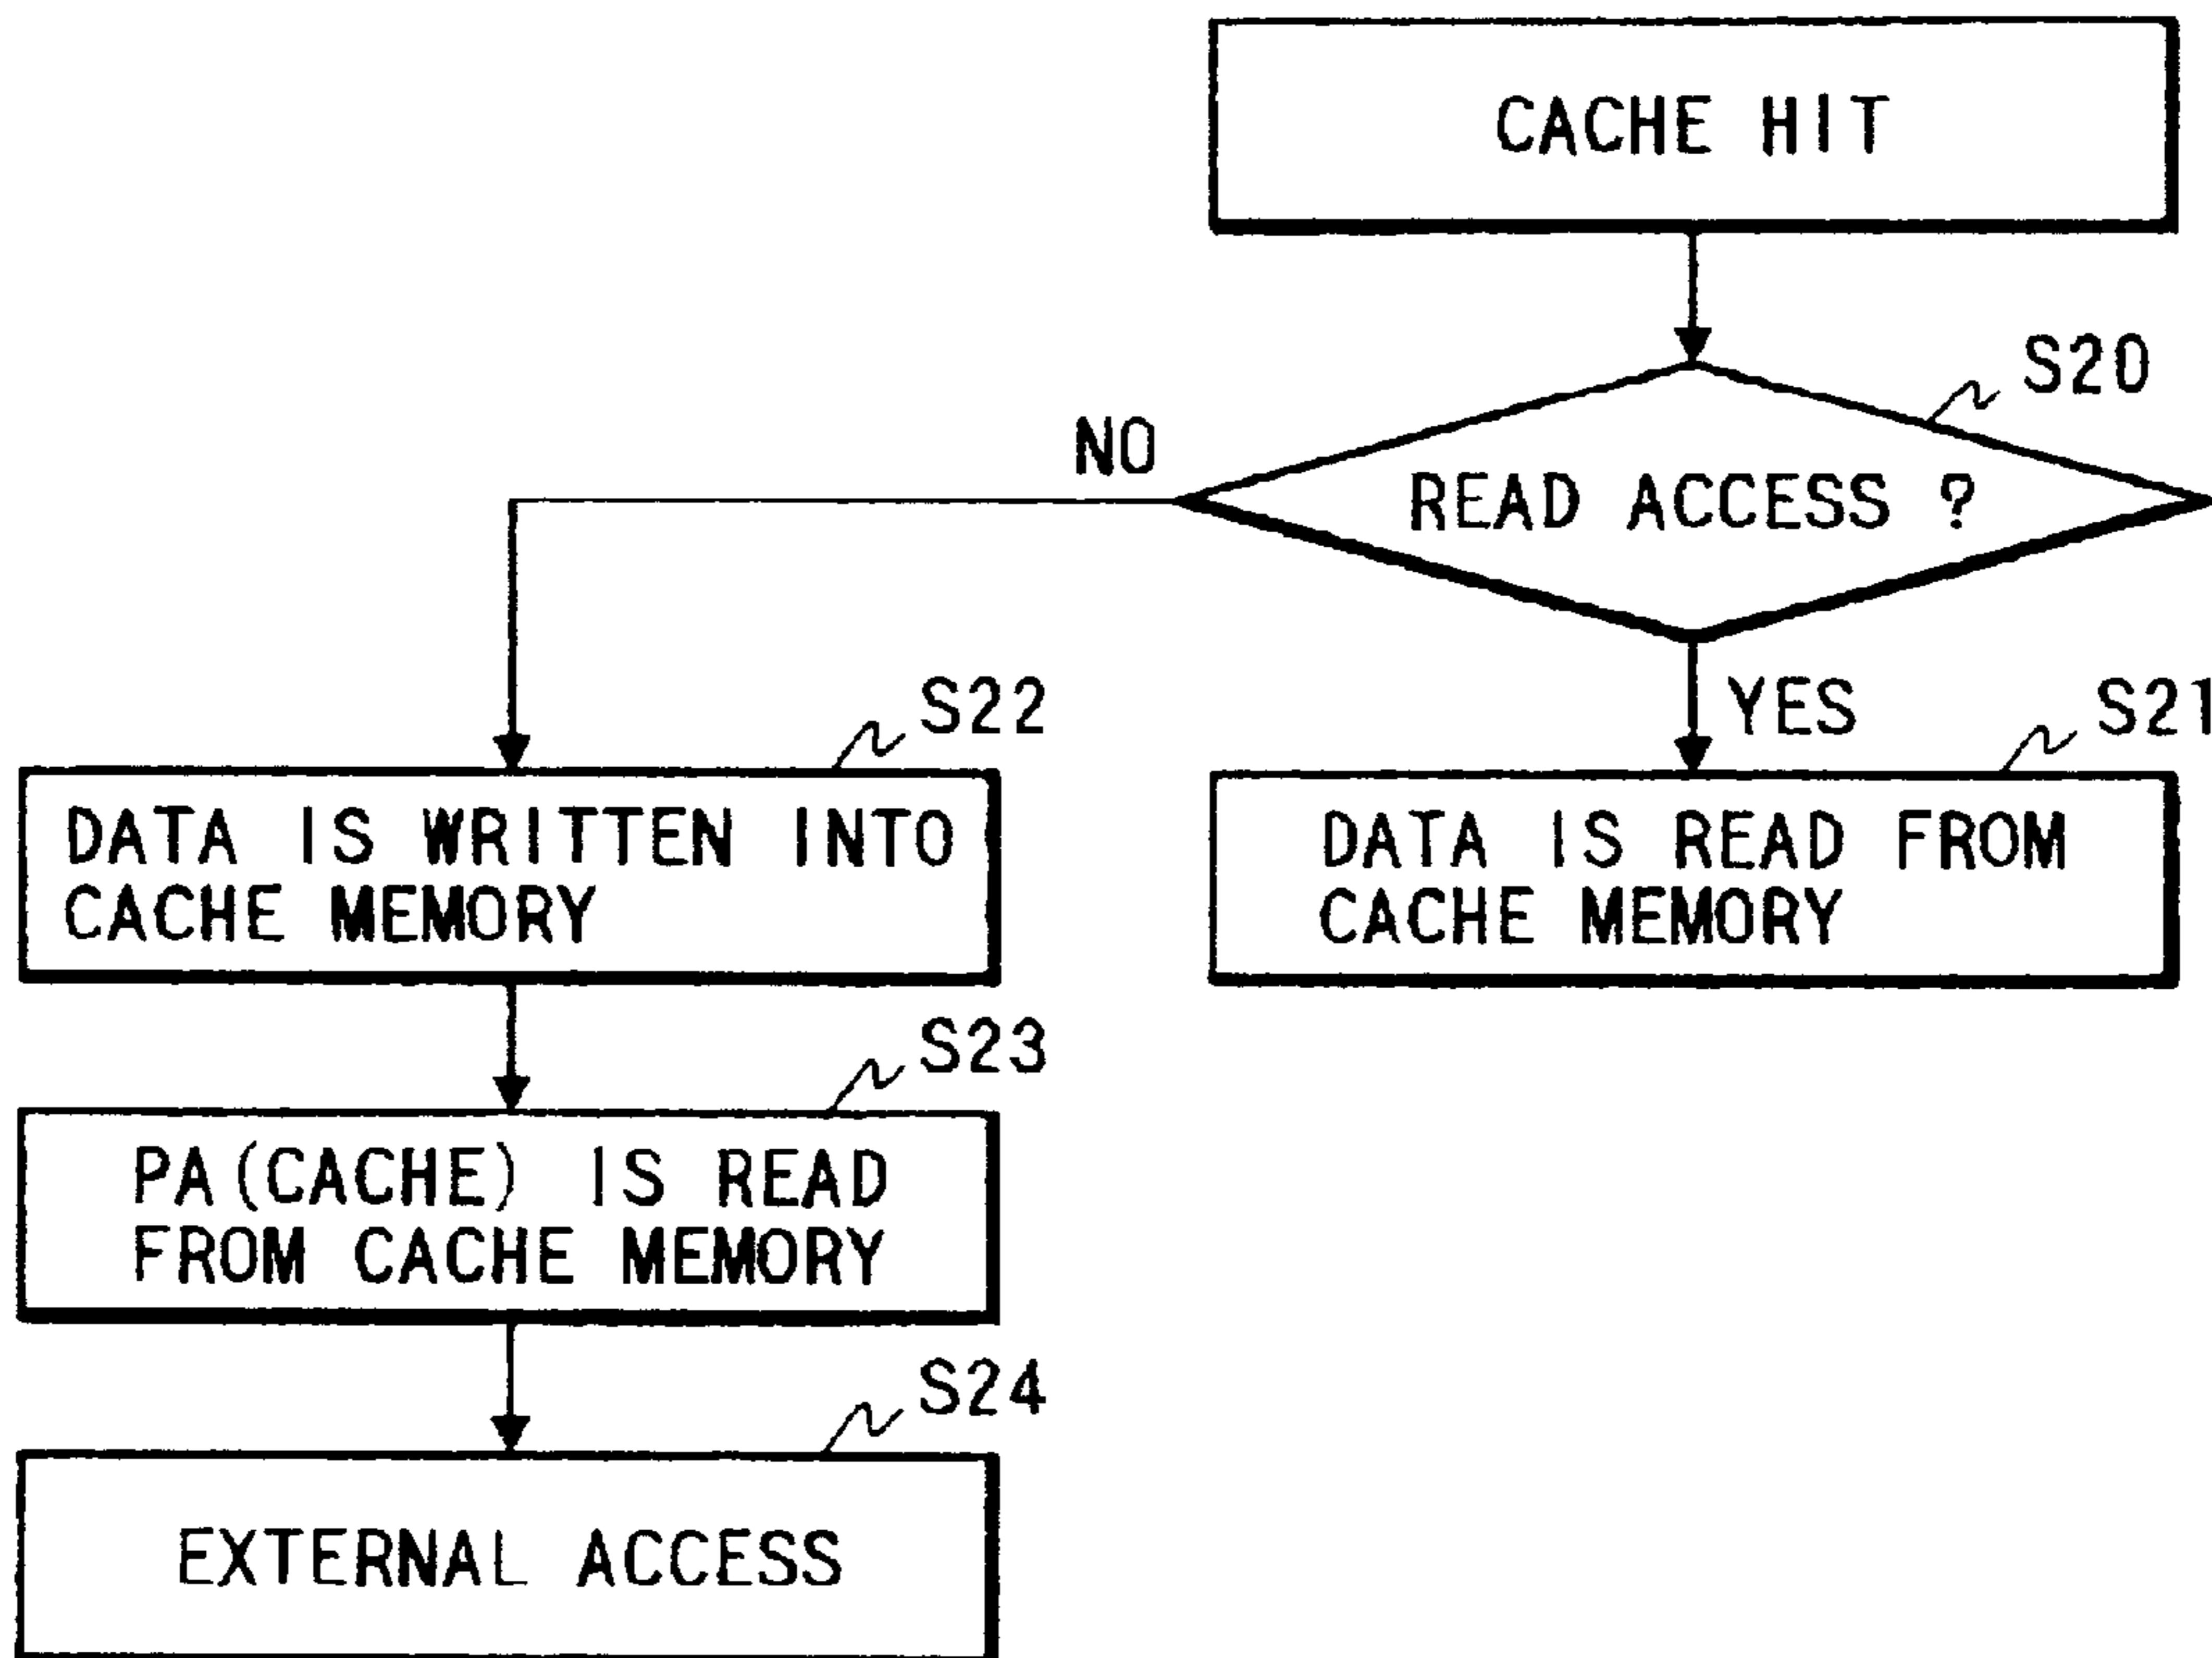 CACHE HIT
S20
NO
READ ACCESS ?
YES
S21
S22
DATA IS WRITTEN INTO
CACHE MEMORY
DATA IS READ FROM
CACHE MEMORY
S23
PA(CACHE) IS READ
FROM CACHE MEMORY
S24
EXTERNAL ACCESS